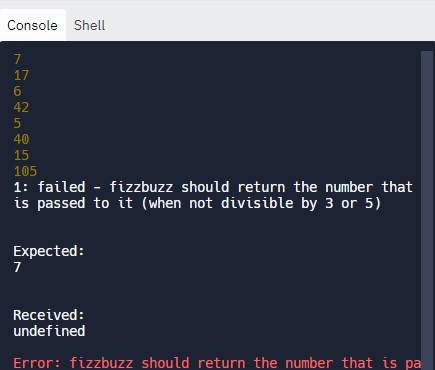 Console Shell
7
17
6
42
5
40
15
105
1: failed – fizzbuzz should return the number that
is passed to it (when not divisible by 3 or 5)
Expected:
7
Received:
undefined
Error: fizzbuzz should return the number that is pa